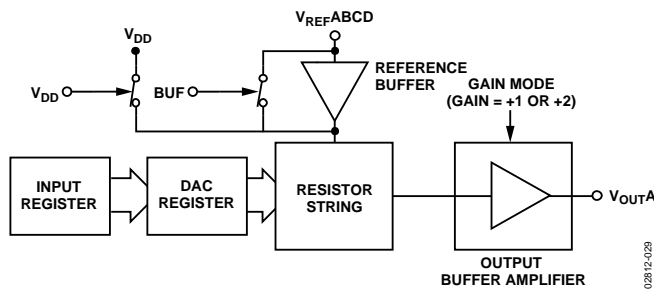 VREFABCD
VDD
VDD
BUF
REFERENCE
BUFFER
GAIN MODE
(GAIN = +1 OR +2)
INPUT
REGISTER
DAC
REGISTER
RESISTOR
STRING
VOUTA
OUTPUT
BUFFER AMPLIFIER
02812-029